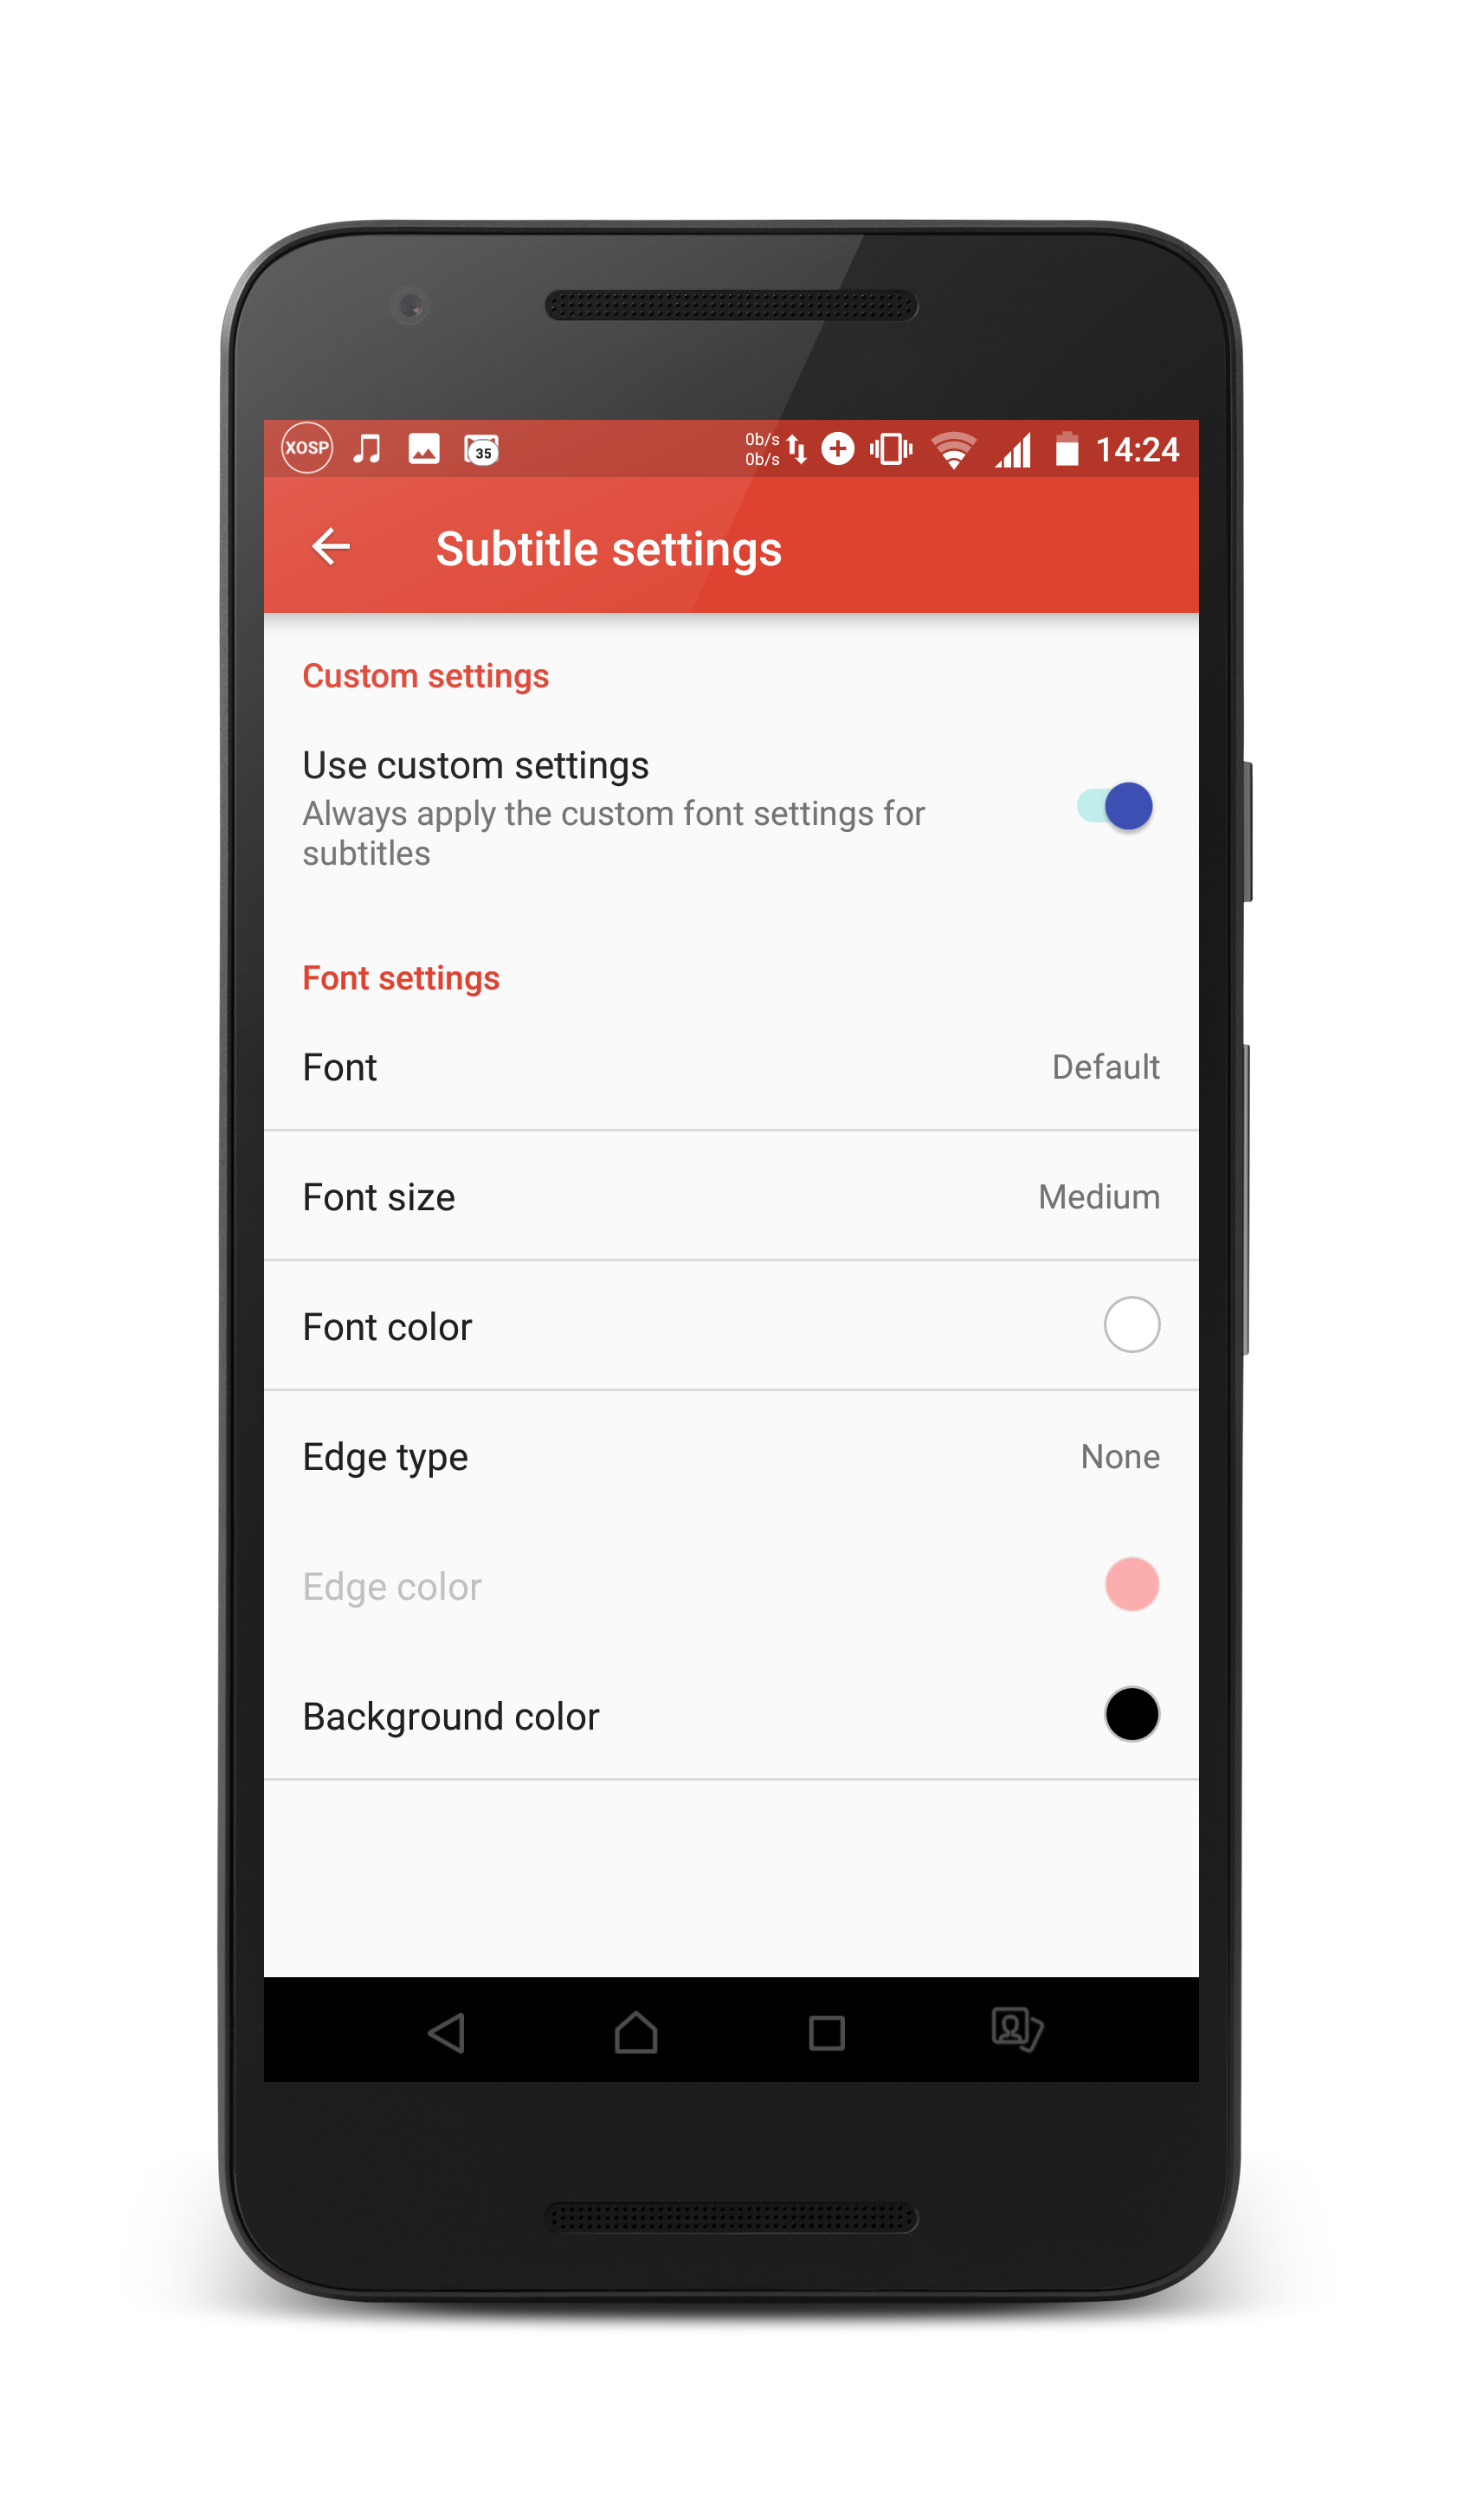 XOSP
35
0b/s
0b/s
14:24
Subtitle settings
Custom settings
Use custom settings
Always apply the custom font settings for
subtitles
Font settings
Font Default
Font size Medium
Font color
Edge type None
Edge color
Background color